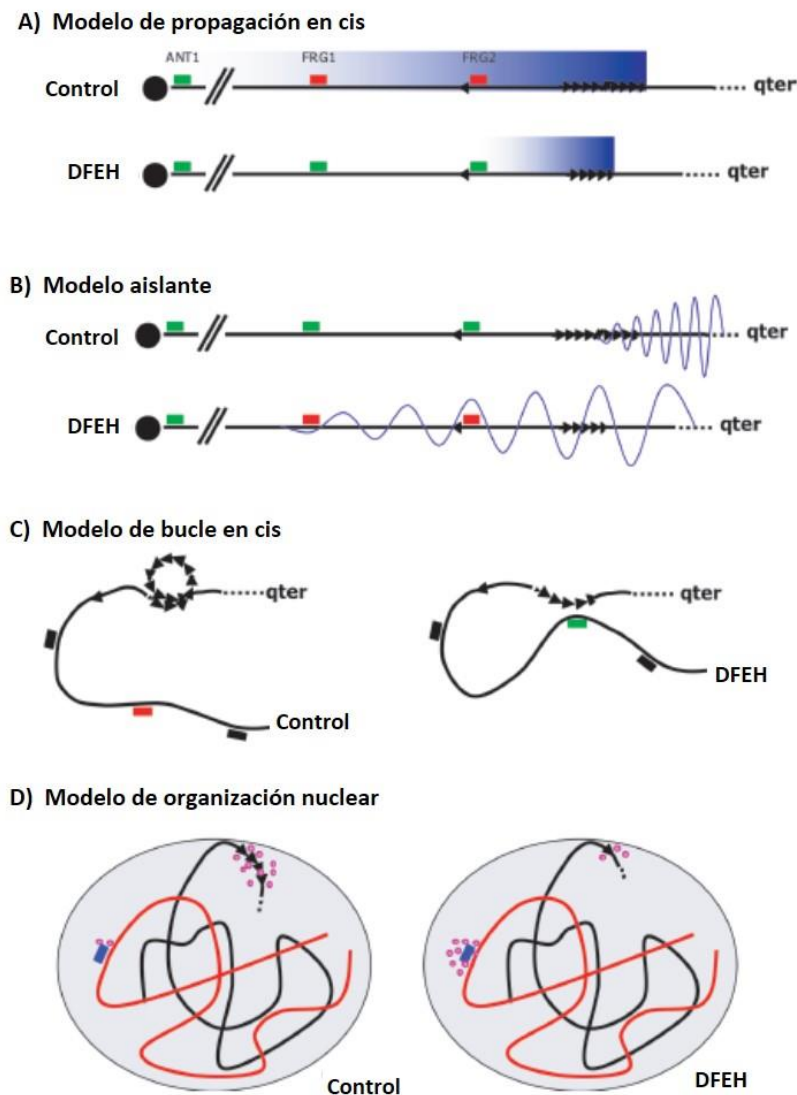 A) Modelo de propagación en cis
ANT1 FRG1 FRG2
Control qter
DFEH qter
B) Modelo aislante
Control qter
DFEH qter
C) Modelo de bucle en cis
qter qter
DFEH
Control
D) Modelo de organización nuclear
Control DFEH